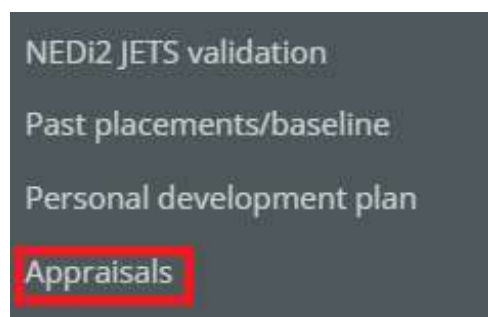 NEDi2 JETS validation
Past placements/baseline
Personal development plan
Appraisals